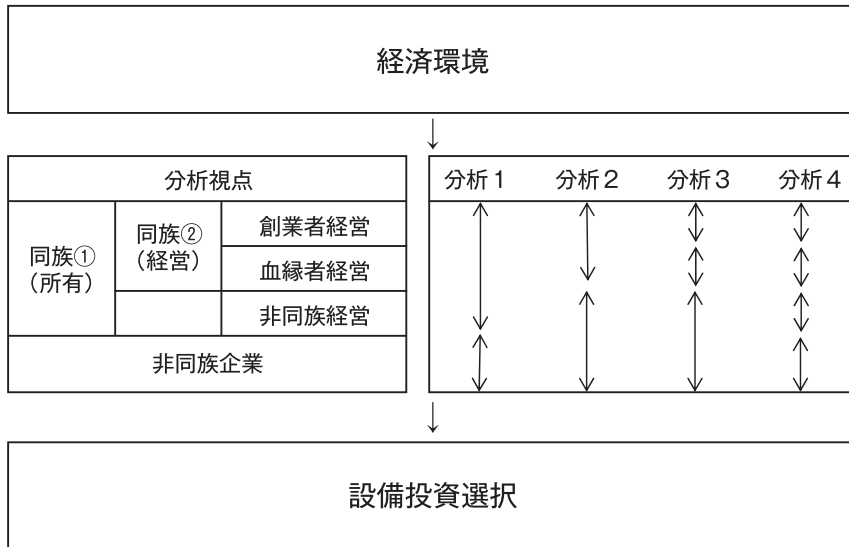 経済環境
分析視点
分析1 分析2 分析3 分析4
同族①
(所有)
同族②
(経営)
創業者経営
血縁者経営
非同族経営
非同族企業
設備投資選択